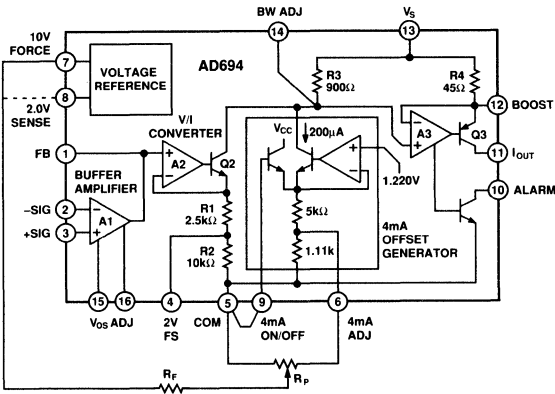 10V
FORCE
7
8
2.0V
SENSE
VOLTAGE
REFERENCE
AD694
BW ADJ
14
VS
13
R3
900Ω
R4
45Ω
12
BOOST
Q3
11
IOUT
10
ALARM
A3
V/I
CONVERTER
A2
Q2
FB
1
BUFFER
AMPLIFIER
–SIG
2
+SIG
3
A1
R1
2.5kΩ
R2
10kΩ
VCC
200μA
1.220V
5kΩ
1.11k
4mA
OFFSET
GENERATOR
15
16
VOS ADJ
4
2V
FS
5
COM
9
4mA
ON/OFF
6
4mA
ADJ
RF
RP